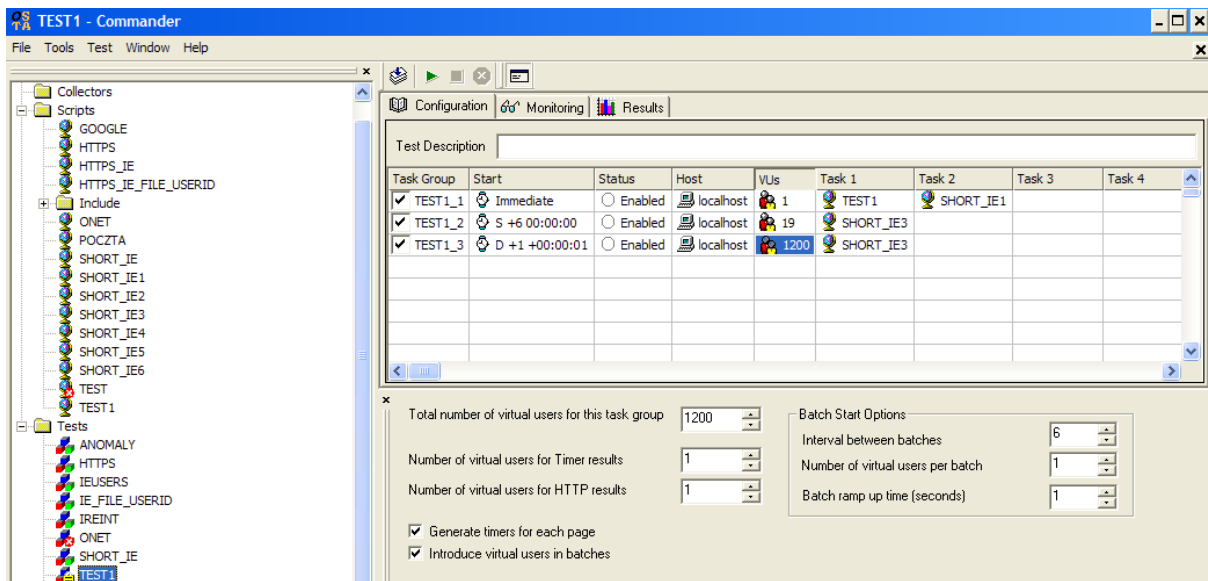 OSTA TEST1 - Commander
File Tools Test Window Help
Collectors
Scripts
GOOGLE
HTTPS
HTTPS_IE
HTTPS_IE_FILE_USERID
Include
ONET
POCZTA
SHORT_IE
SHORT_IE1
SHORT_IE2
SHORT_IE3
SHORT_IE4
SHORT_IE5
SHORT_IE6
TEST
TEST1
Tests
ANOMALY
HTTPS
IEUSERS
IE_FILE_USERID
IREINT
ONET
SHORT_IE
TEST1
Configuration Monitoring Results
Test Description
Task Group Start Status Host VUs Task 1 Task 2 Task 3 Task 4
TEST1_1 Immediate Enabled localhost 1 TEST1 SHORT_IE1
TEST1_2 S +6 00:00:00 Enabled localhost 19 SHORT_IE3
TEST1_3 D +1 +00:00:01 Enabled localhost 1200 SHORT_IE3
Total number of virtual users for this task group 1200
Number of virtual users for Timer results 1
Number of virtual users for HTTP results 1
Generate timers for each page
Introduce virtual users in batches
Batch Start Options
Interval between batches 6
Number of virtual users per batch 1
Batch ramp up time (seconds) 1